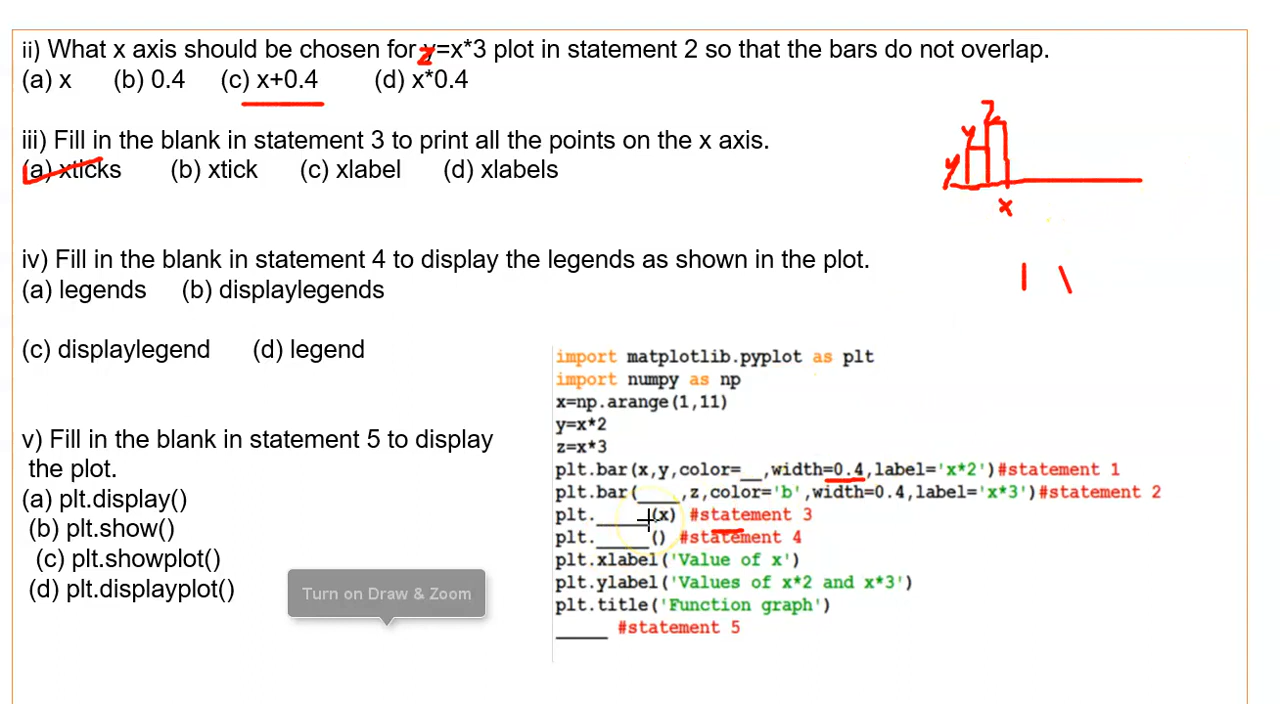 ii) What x axis should be chosen for z=x*3 plot in statement 2 so that the bars do not overlap.
(a) x (b) 0.4 (c) x+0.4 (d) x*0.4
iii) Fill in the blank in statement 3 to print all the points on the x axis.
(a) xticks (b) xtick (c) xlabel (d) xlabels
z
y
y
x
iv) Fill in the blank in statement 4 to display the legends as shown in the plot.
(a) legends (b) displaylegends
(c) displaylegend (d) legend
v) Fill in the blank in statement 5 to display
the plot.
(a) plt.display()
(b) plt.show()
(c) plt.showplot()
(d) plt.displayplot()
Turn on Draw & Zoom
import matplotlib.pyplot as plt
import numpy as np
x=np.arange(1,11)
y=x*2
z=x*3
plt.bar(x,y,color=__,width=0.4,label='x*2')#statement 1
plt.bar(____,z,color='b',width=0.4,label='x*3')#statement 2
plt._____(x) #statement 3
plt._____() #statement 4
plt.xlabel('Value of x')
plt.ylabel('Values of x*2 and x*3')
plt.title('Function graph')
_____ #statement 5